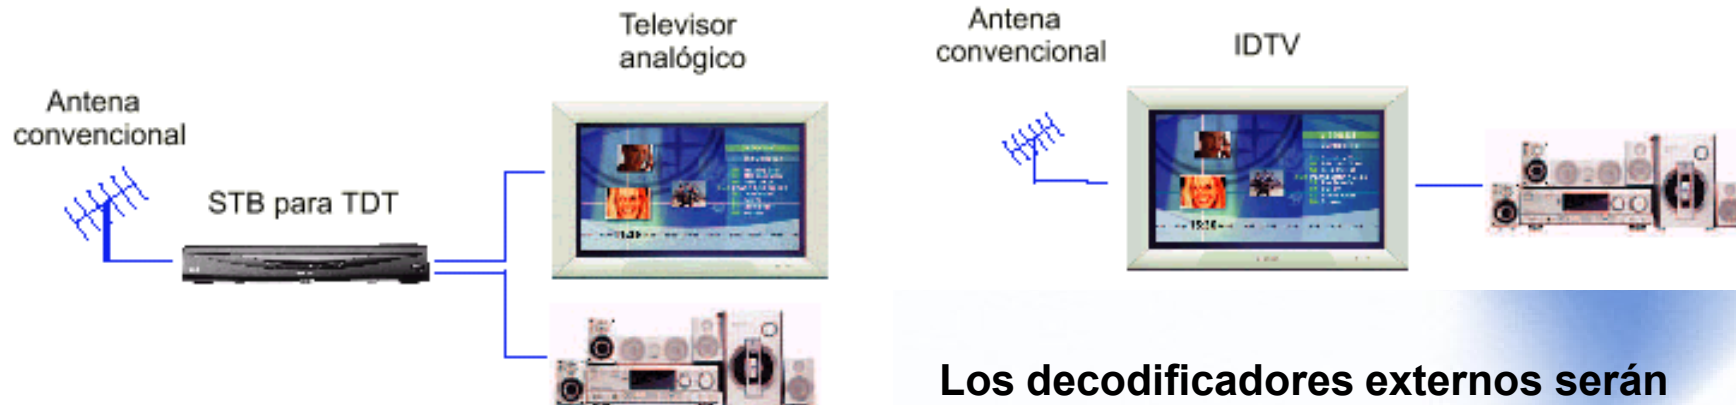 Antena
convencional
STB para TDT
Televisor
analógico
Antena
convencional
IDTV
Los decodificadores externos serán